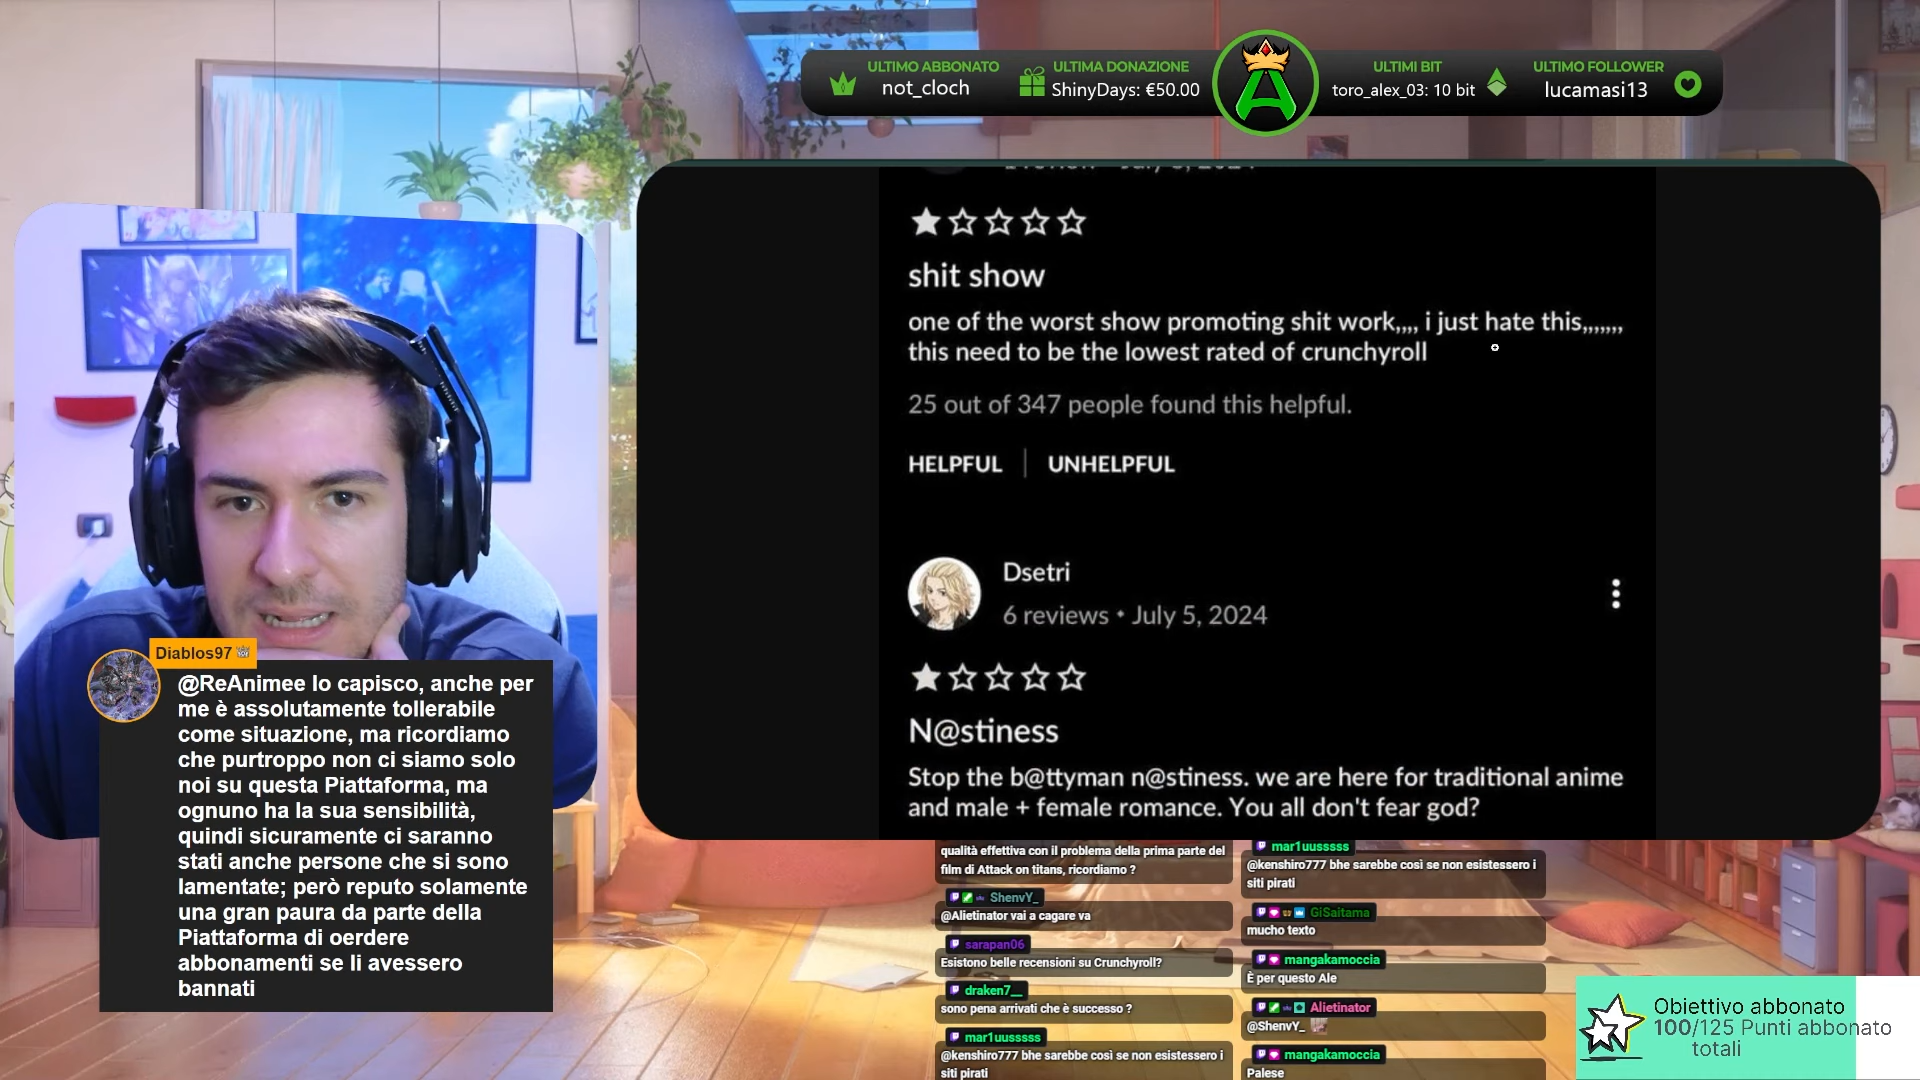 ULTIMO ABBONATO
not_cloch
ULTIMA DONAZIONE
ShinyDays: €50.00
ULTIMI BIT
toro_alex_03: 10 bit
ULTIMO FOLLOWER
lucamasi13
shit show
one of the worst show promoting shit work,,,, i just hate this,,,,,,,
this need to be the lowest rated of crunchyroll
25 out of 347 people found this helpful.
HELPFUL | UNHELPFUL
Dsetri
6 reviews • July 5, 2024
N@stiness
Stop the b@ttyman n@stiness. we are here for traditional anime
and male + female romance. You all don't fear god?
Diablos97
@ReAnimee lo capisco, anche per
me è assolutamente tollerabile
come situazione, ma ricordiamo
che purtroppo non ci siamo solo
noi su questa Piattaforma, ma
ognuno ha la sua sensibilità,
quindi sicuramente ci saranno
stati anche persone che si sono
lamentate; però reputo solamente
una gran paura da parte della
Piattaforma di oerdere
abbonamenti se li avessero
bannati
qualità effettiva con il problema della prima parte del
film di Attack on titans, ricordiamo ?
ShenvY_
@Alietinator vai a cagare va
sarapan06
Esistono belle recensioni su Crunchyroll?
draken7__
sono pena arrivati che è successo ?
mar1uusssss
@kenshiro777 bhe sarebbe così se non esistessero i
siti pirati
mar1uusssss
@kenshiro777 bhe sarebbe così se non esistessero i
siti pirati
GiSaitama
mucho texto
mangakamoccia
È per questo Ale
Alietinator
@ShenvY_
mangakamoccia
Palese
Obiettivo abbonato
100/125 Punti abbonato
totali